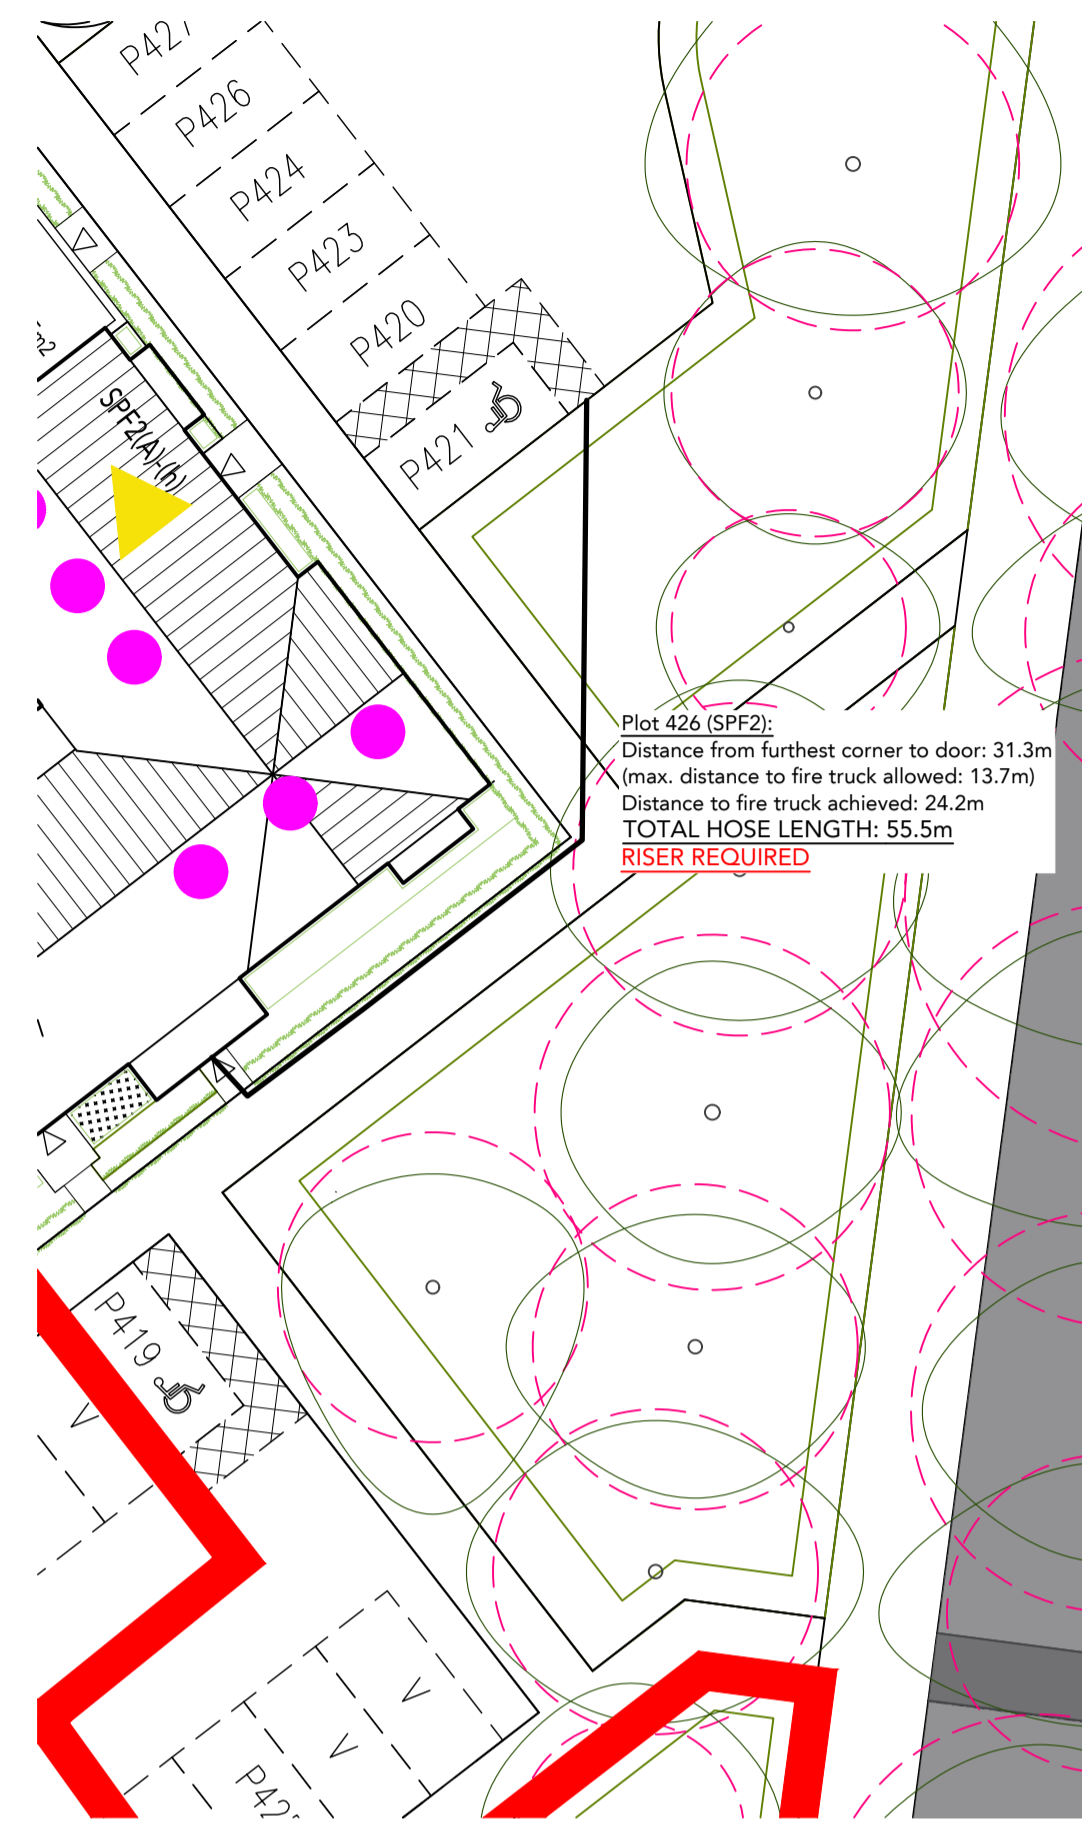 P427
P426
P424
P423
P420
P421
SPF2(A)-(h)
Plot 426 (SPF2):
Distance from furthest corner to door: 31.3m
(max. distance to fire truck allowed: 13.7m)
Distance to fire truck achieved: 24.2m
TOTAL HOSE LENGTH: 55.5m
RISER REQUIRED
P419
V
V
V